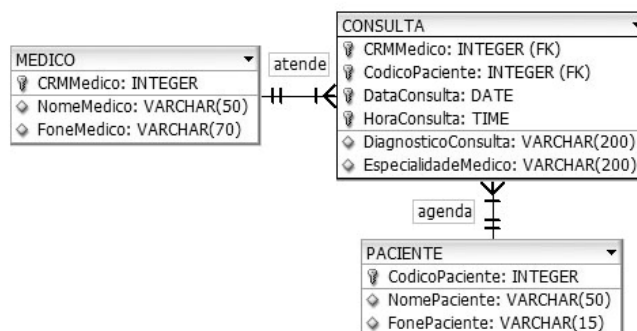 MEDICO
CRMMedico: INTEGER
NomeMedico: VARCHAR(50)
FoneMedico: VARCHAR(70)
atende
CONSULTA
CRMMedico: INTEGER (FK)
CodicoPaciente: INTEGER (FK)
DataConsulta: DATE
HoraConsulta: TIME
DiagnosticoConsulta: VARCHAR(200)
EspecialidadeMedico: VARCHAR(200)
agenda
PACIENTE
CodicoPaciente: INTEGER
NomePaciente: VARCHAR(50)
FonePaciente: VARCHAR(15)